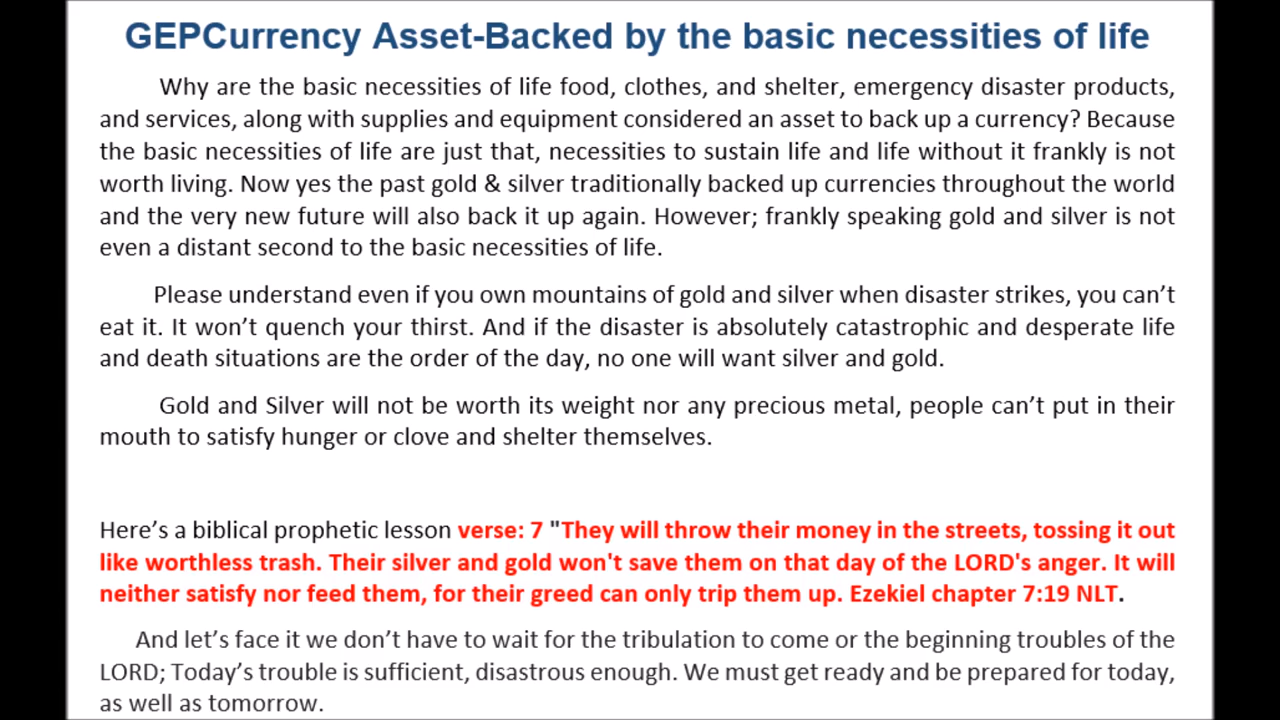 GEPCurrency Asset-Backed by the basic necessities of life
Why are the basic necessities of life food, clothes, and shelter, emergency disaster products,
and services, along with supplies and equipment considered an asset to back up a currency? Because
the basic necessities of life are just that, necessities to sustain life and life without it frankly is not
worth living. Now yes the past gold & silver traditionally backed up currencies throughout the world
and the very new future will also back it up again. However; frankly speaking gold and silver is not
even a distant second to the basic necessities of life.
Please understand even if you own mountains of gold and silver when disaster strikes, you can’t
eat it. It won’t quench your thirst. And if the disaster is absolutely catastrophic and desperate life
and death situations are the order of the day, no one will want silver and gold.
Gold and Silver will not be worth its weight nor any precious metal, people can’t put in their
mouth to satisfy hunger or clove and shelter themselves.
Here’s a biblical prophetic lesson verse: 7 "They will throw their money in the streets, tossing it out
like worthless trash. Their silver and gold won't save them on that day of the LORD's anger. It will
neither satisfy nor feed them, for their greed can only trip them up. Ezekiel chapter 7:19 NLT.
And let’s face it we don’t have to wait for the tribulation to come or the beginning troubles of the
LORD; Today’s trouble is sufficient, disastrous enough. We must get ready and be prepared for today,
as well as tomorrow.